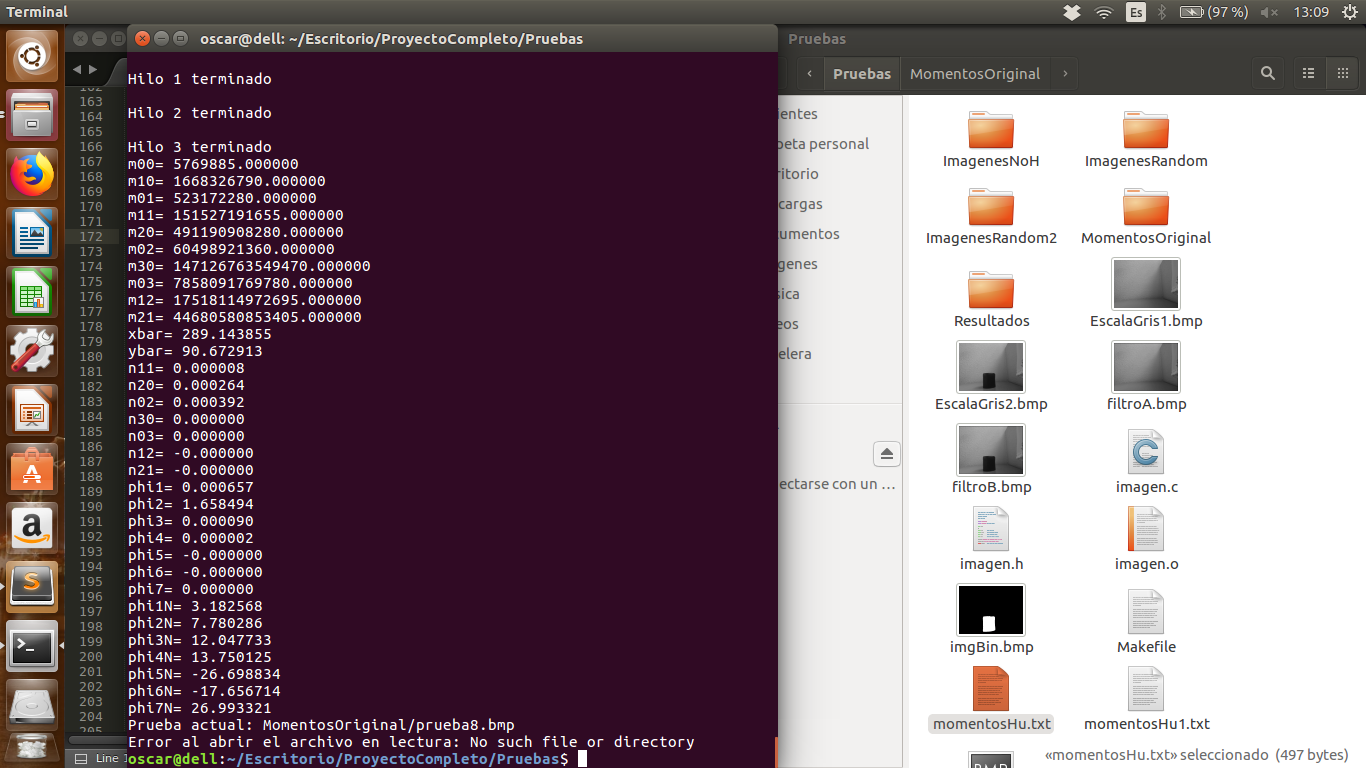 Terminal
Es
(97 %)
13:09
oscar@dell: ~/Escritorio/ProyectoCompleto/Pruebas
Pruebas
Pruebas
MomentosOriginal
163
164
165
166
167
168
169
170
171
172
173
174
175
176
177
178
179
180
181
182
183
184
185
186
187
188
189
190
191
192
193
194
195
196
197
198
199
200
201
202
203
204
Line 1
Hilo 1 terminado
Hilo 2 terminado
Hilo 3 terminado
m00= 5769885.000000
m10= 1668326790.000000
m01= 523172280.000000
m11= 151527191655.000000
m20= 491190908280.000000
m02= 60498921360.000000
m30= 147126763549470.000000
m03= 7858091769780.000000
m12= 17518114972695.000000
m21= 44680580853405.000000
xbar= 289.143855
ybar= 90.672913
n11= 0.000008
n20= 0.000264
n02= 0.000392
n30= 0.000000
n03= 0.000000
n12= -0.000000
n21= -0.000000
phi1= 0.000657
phi2= 1.658494
phi3= 0.000090
phi4= 0.000002
phi5= -0.000000
phi6= -0.000000
phi7= 0.000000
phi1N= 3.182568
phi2N= 7.780286
phi3N= 12.047733
phi4N= 13.750125
phi5N= -26.698834
phi6N= -17.656714
phi7N= 26.993321
Prueba actual: MomentosOriginal/prueba8.bmp
Error al abrir el archivo en lectura: No such file or directory
oscar@dell:~/Escritorio/ProyectoCompleto/Pruebas$
ientes
peta personal
ritorio
cargas
cumentos
genes
sica
eos
elera
ectarse con un …
ImagenesNoH
ImagenesRandom
ImagenesRandom2
MomentosOriginal
Resultados
EscalaGris1.bmp
EscalaGris2.bmp
filtroA.bmp
filtroB.bmp
imagen.c
imagen.h
imagen.o
imgBin.bmp
Makefile
momentosHu.txt
momentosHu1.txt
«momentosHu.txt» seleccionado (497 bytes)